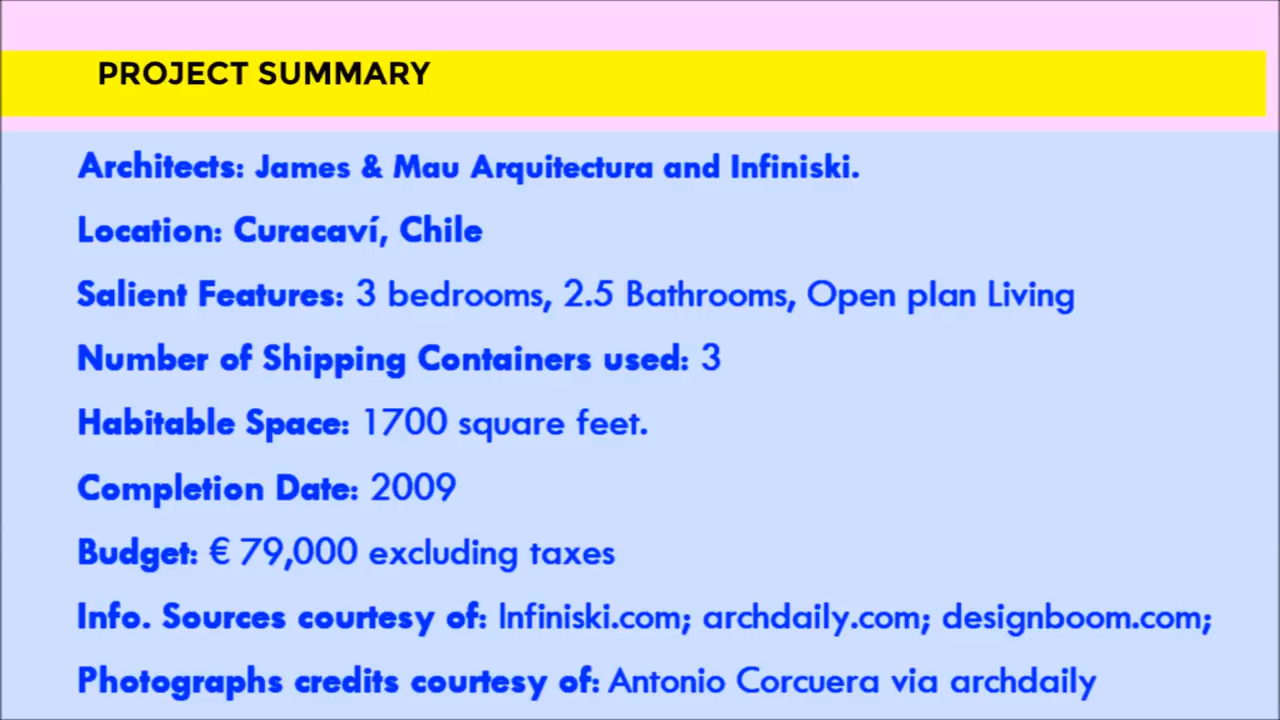 PROJECT SUMMARY
Architects: James & Mau Arquitectura and Infiniski.
Location: Curacaví, Chile
Salient Features: 3 bedrooms, 2.5 Bathrooms, Open plan Living
Number of Shipping Containers used: 3
Habitable Space: 1700 square feet.
Completion Date: 2009
Budget: € 79,000 excluding taxes
Info. Sources courtesy of: Infiniski.com; archdaily.com; designboom.com;
Photographs credits courtesy of: Antonio Corcuera via archdaily